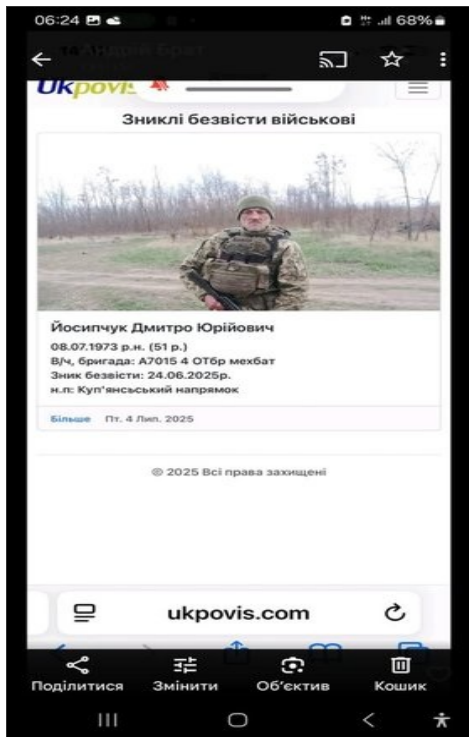 06:24
68%
Ukpovis
Зниклі безвісти військові
Йосипчук Дмитро Юрійович
08.07.1973 р.н. (51 р.)
В/ч, бригада: А7015 4 ОТбр мехбат
Зник безвісти: 24.06.2025р.
н.п: Куп'янсьський напрямок
Більше Пт. 4 Лип. 2025
© 2025 Всі права захищені
ukpovis.com
Поділитися Змінити Об'єктив Кошик